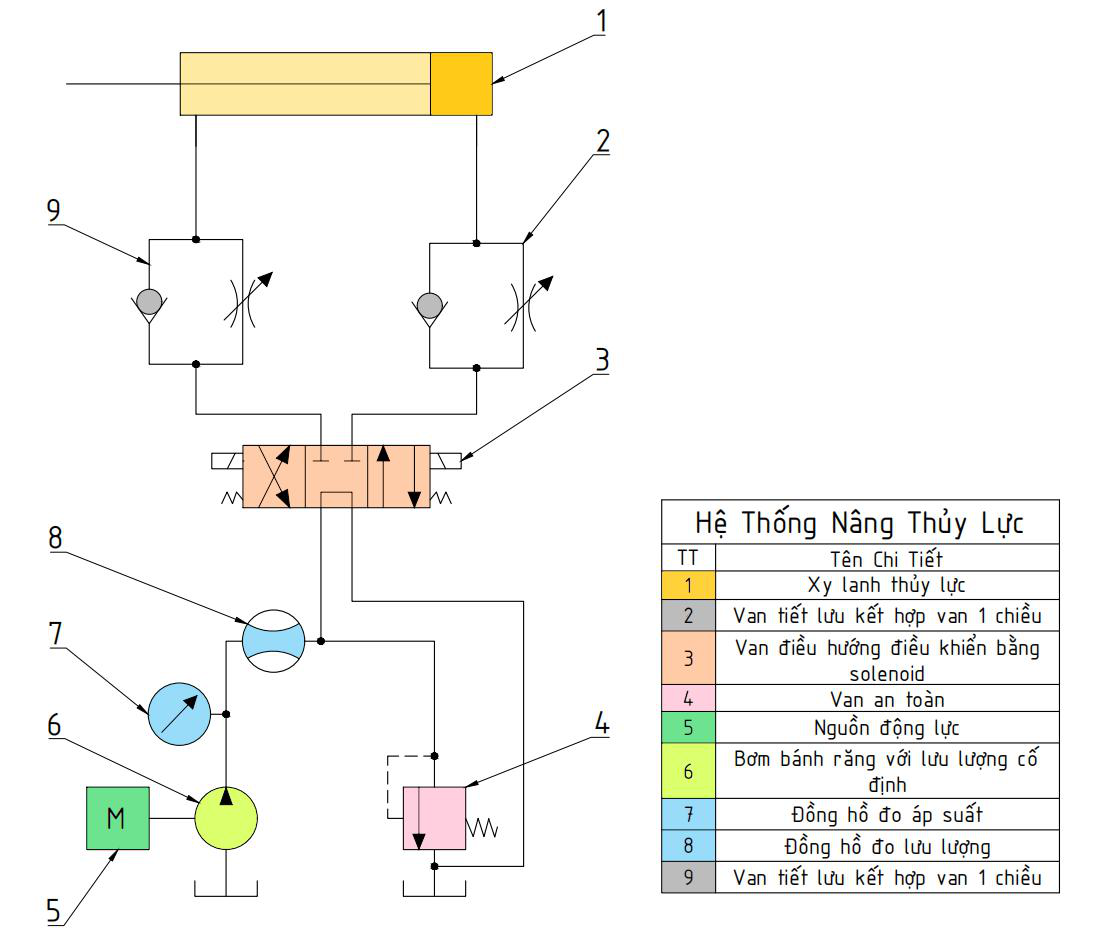 1
2
9
3
8
7
6
4
M
5
Hệ Thống Nâng Thủy Lực
TT Tên Chi Tiết
1 Xy lanh thủy lực
2 Van tiết lưu kết hợp van 1 chiều
3 Van điều hướng điều khiển bằng
solenoid
4 Van an toàn
5 Nguồn động lực
6 Bơm bánh răng với lưu lượng cố
định
7 Đồng hồ đo áp suất
8 Đồng hồ đo lưu lượng
9 Van tiết lưu kết hợp van 1 chiều